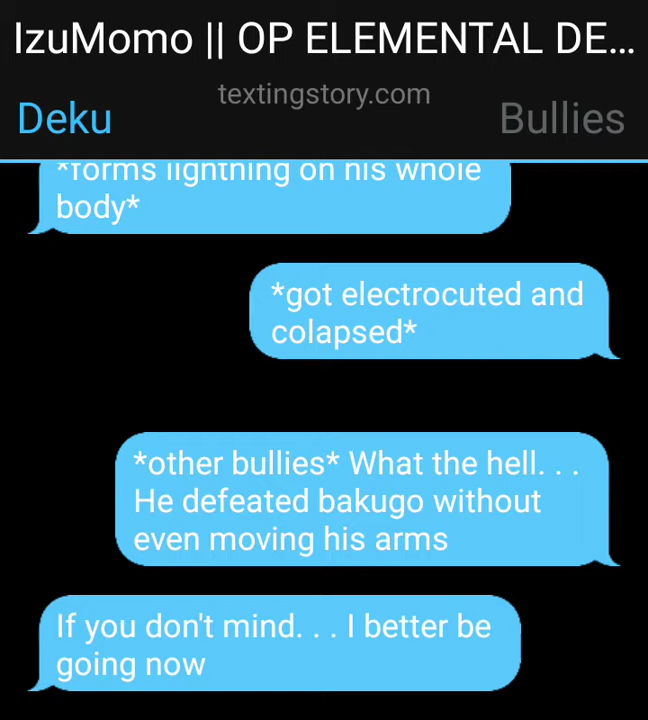 IzuMomo || OP ELEMENTAL DE...
textingstory.com
Deku
Bullies
*forms lightning on his whole
body*
*got electrocuted and
colapsed*
*other bullies* What the hell. . .
He defeated bakugo without
even moving his arms
If you don't mind. . . I better be
going now